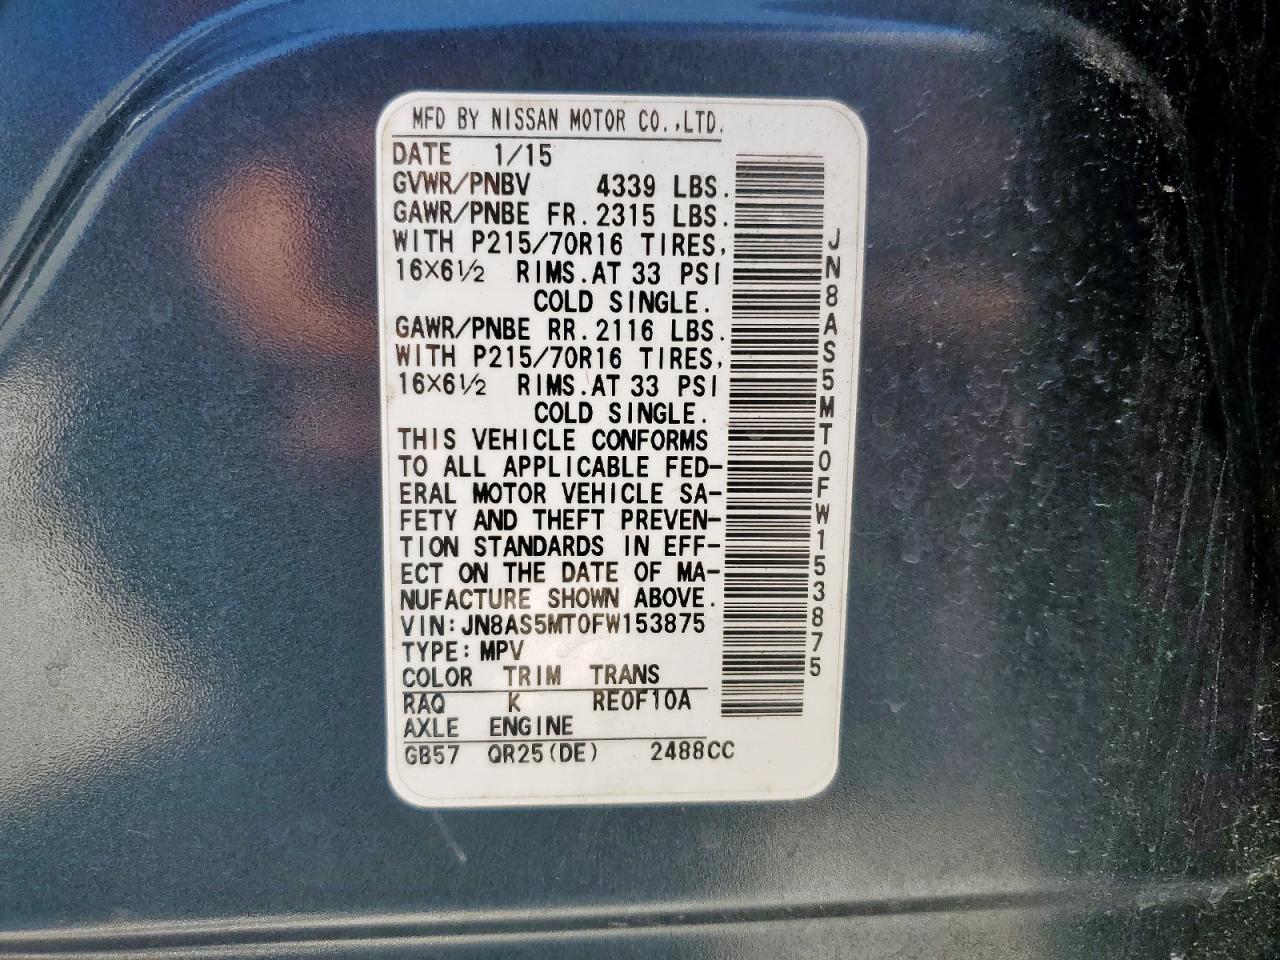 MFD BY NISSAN MOTOR CO.,LTD.
DATE 1/15
GVWR/PNBV 4339 LBS.
GAWR/PNBE FR.2315 LBS.
WITH P215/70R16 TIRES,
16X6½ RIMS.AT 33 PSI
COLD SINGLE.
GAWR/PNBE RR.2116 LBS.
WITH P215/70R16 TIRES,
16X6½ RIMS.AT 33 PSI
COLD SINGLE.
THIS VEHICLE CONFORMS
TO ALL APPLICABLE FED-
ERAL MOTOR VEHICLE SA-
FETY AND THEFT PREVEN-
TION STANDARDS IN EFF-
ECT ON THE DATE OF MA-
NUFACTURE SHOWN ABOVE.
VIN:JN8AS5MT0FW153875
TYPE:MPV
COLOR TRIM TRANS
RAQ K RE0F10A
AXLE ENGINE
GB57 QR25(DE) 2488CC
JN8AS5MT0FW153875